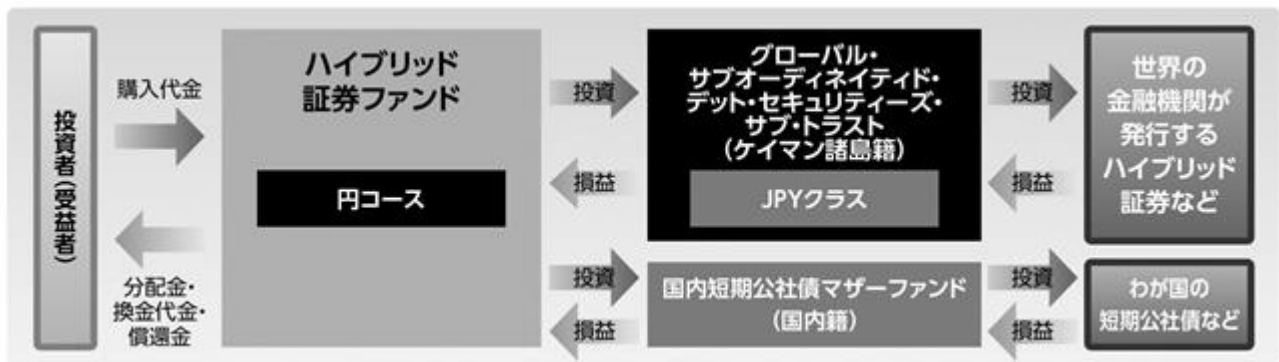 投資者(受益者)
購入代金
分配金・
換金代金・
償還金
ハイブリッド
証券ファンド
円コース
投資
損益
投資
損益
グローバル・
サブオーディネイティド・
デット・セキュリティーズ・
サブ・トラスト
(ケイマン諸島籍)
JPYクラス
国内短期公社債マザーファンド
(国内籍)
投資
損益
投資
損益
世界の
金融機関が
発行する
ハイブリッド
証券など
わが国の
短期公社債など